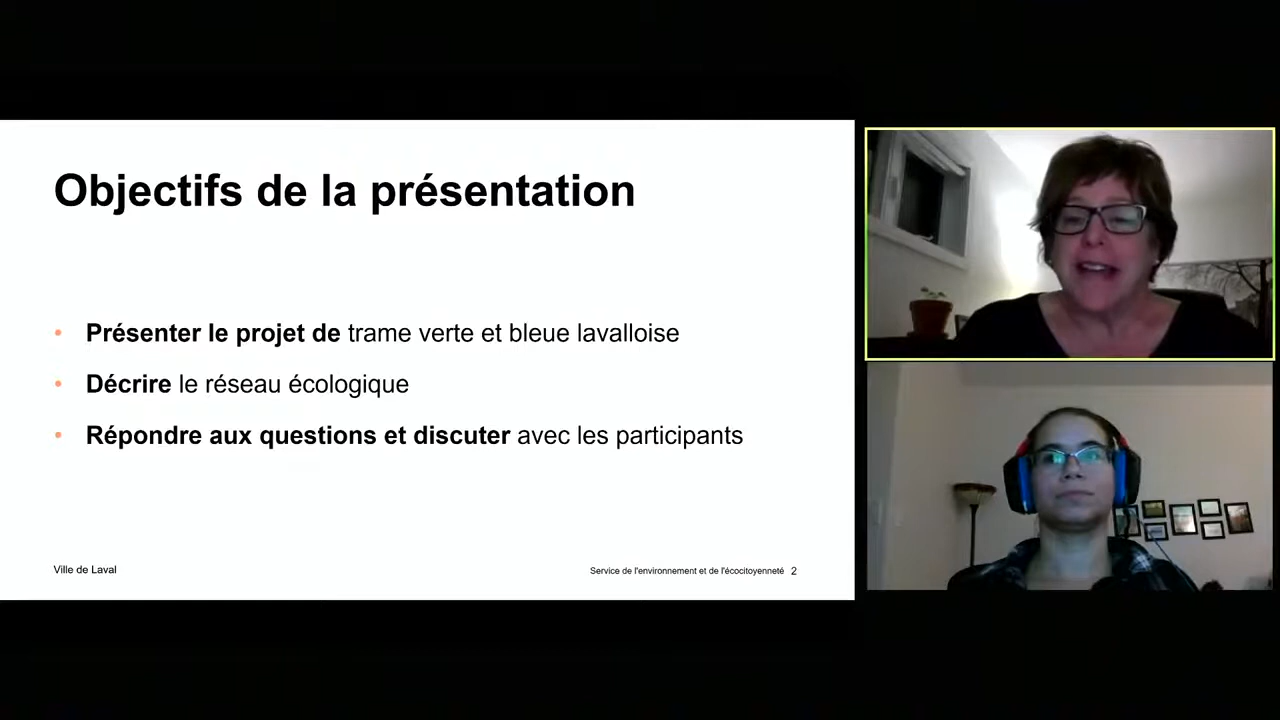 Objectifs de la présentation
• Présenter le projet de trame verte et bleue lavalloise
• Décrire le réseau écologique
• Répondre aux questions et discuter avec les participants
Ville de Laval
Service de l'environnement et de l'écocitoyenneté 2